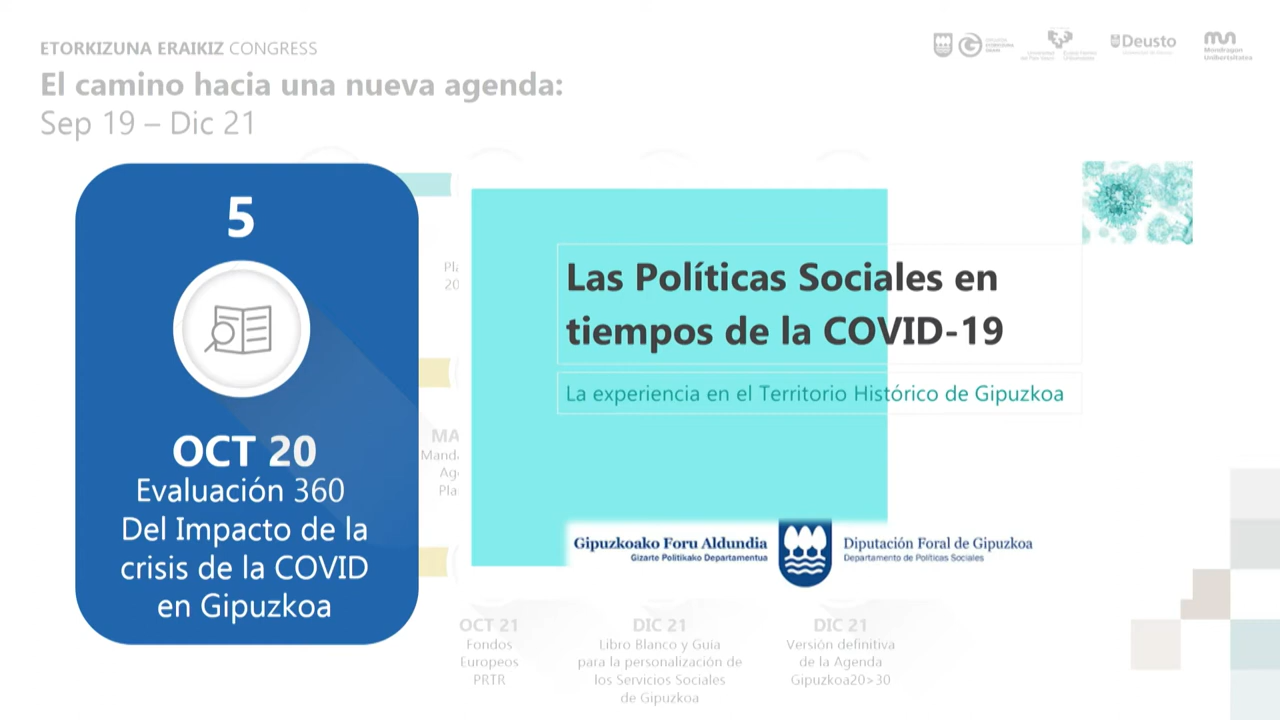 ETORKIZUNA ERAIKIZ CONGRESS
El camino hacia una nueva agenda:
Sep 19 – Dic 21
Deusto
Mondragon
Unibertsitatea
5
OCT 20
Evaluación 360
Del Impacto de la
crisis de la COVID
en Gipuzkoa
Las Políticas Sociales en
tiempos de la COVID-19
La experiencia en el Territorio Histórico de Gipuzkoa
Gipuzkoako Foru Aldundia
Gizarte Politikako Departamentua
Diputación Foral de Gipuzkoa
Departamento de Políticas Sociales
OCT 21
Fondos
Europeos
PRTR
DIC 21
Libro Blanco y Guía
para la personalización de
los Servicios Sociales
de Gipuzkoa
DIC 21
Versión definitiva
de la Agenda
Gipuzkoa20>30